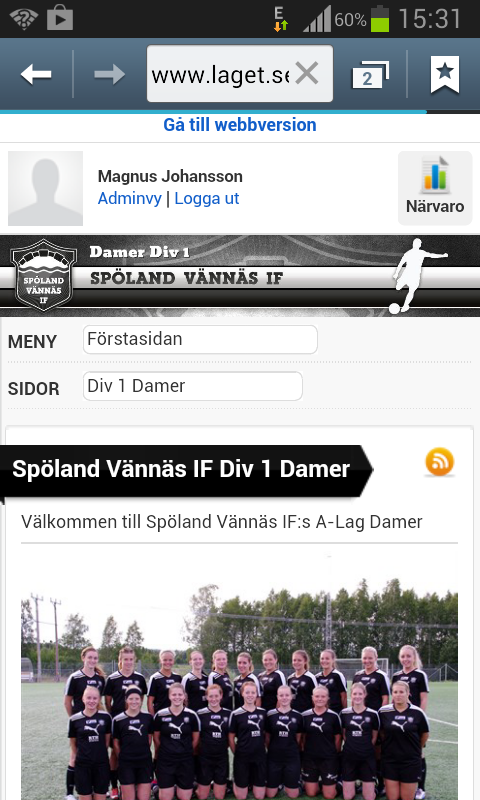 E
60%
15:31
www.laget.se
2
Gå till webbversion
Magnus Johansson
Adminvy | Logga ut
Närvaro
Damer Div 1
SPÖLAND VÄNNÄS IF
SPÖLAND
VÄNNÄS
IF
MENY
Förstasidan
SIDOR
Div 1 Damer
Spöland Vännäs IF Div 1 Damer
Välkommen till Spöland Vännäs IF:s A-Lag Damer